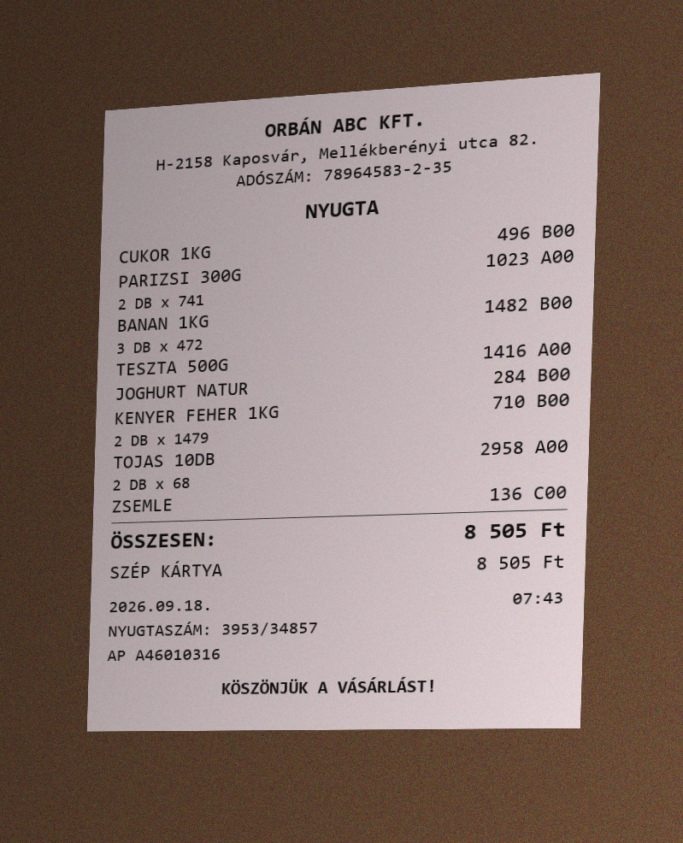 ORBÁN ABC KFT.
H-2158 Kaposvár, Mellékberényi utca 82.
ADÓSZÁM: 78964583-2-35
NYUGTA
CUKOR 1KG 496 B00
PARIZSI 300G 1023 A00
2 DB x 741
BANAN 1KG 1482 B00
3 DB x 472
TESZTA 500G 1416 A00
JOGHURT NATUR 284 B00
KENYER FEHER 1KG 710 B00
2 DB x 1479
TOJAS 10DB 2958 A00
2 DB x 68
ZSEMLE 136 C00
ÖSSZESEN: 8 505 Ft
SZÉP KÁRTYA 8 505 Ft
2026.09.18. 07:43
NYUGTASZÁM: 3953/34857
AP A46010316
KÖSZÖNJÜK A VÁSÁRLÁST!